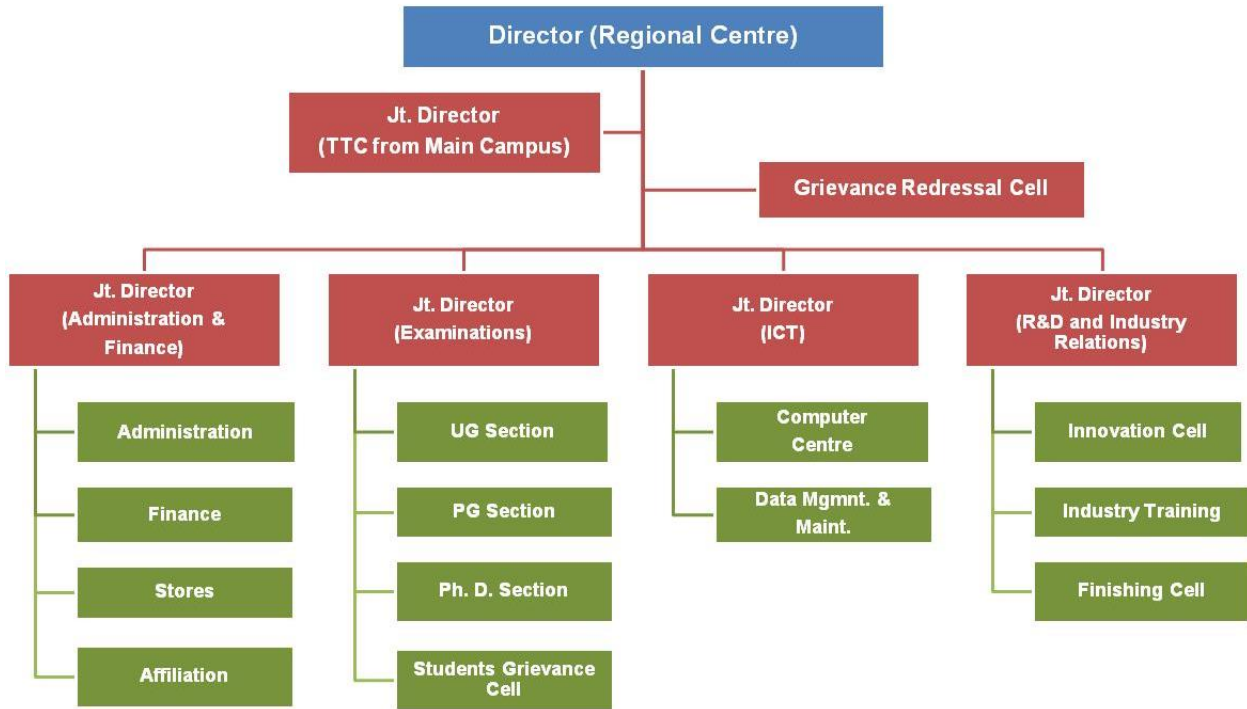 Director (Regional Centre)
Jt. Director
(TTC from Main Campus)
Grievance Redressal Cell
Jt. Director
(Administration &
Finance)
Jt. Director
(Examinations)
Jt. Director
(ICT)
Jt. Director
(R&D and Industry
Relations)
Administration
Finance
Stores
Affiliation
UG Section
PG Section
Ph. D. Section
Students Grievance
Cell
Computer
Centre
Data Mgmnt. &
Maint.
Innovation Cell
Industry Training
Finishing Cell